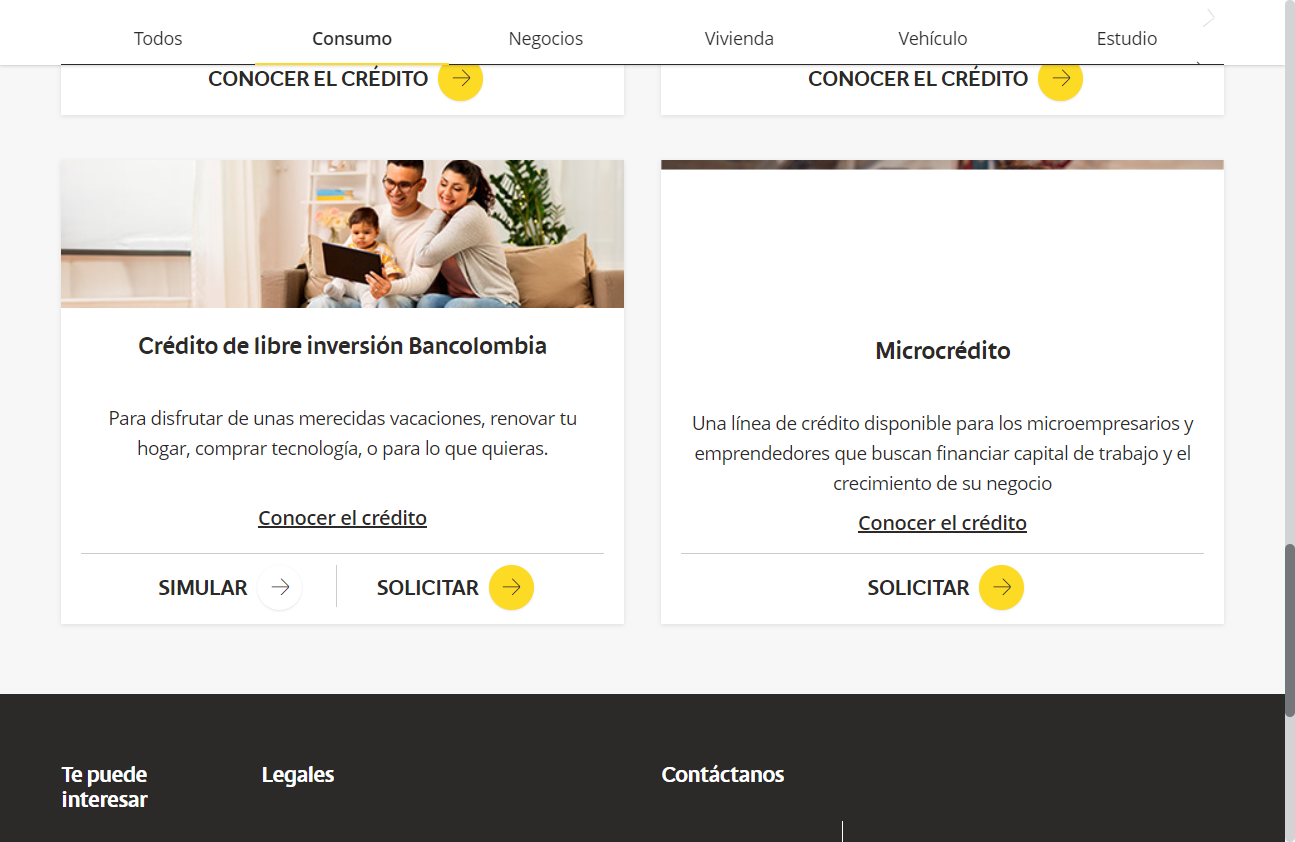 Todos
Consumo
Negocios
Vivienda
Vehículo
Estudio
CONOCER EL CRÉDITO
CONOCER EL CRÉDITO
Crédito de libre inversión Bancolombia
Para disfrutar de unas merecidas vacaciones, renovar tu
hogar, comprar tecnología, o para lo que quieras.
Conocer el crédito
SIMULAR
SOLICITAR
Microcrédito
Una línea de crédito disponible para los microempresarios y
emprendedores que buscan financiar capital de trabajo y el
crecimiento de su negocio
Conocer el crédito
SOLICITAR
Te puede
interesar
Legales
Contáctanos